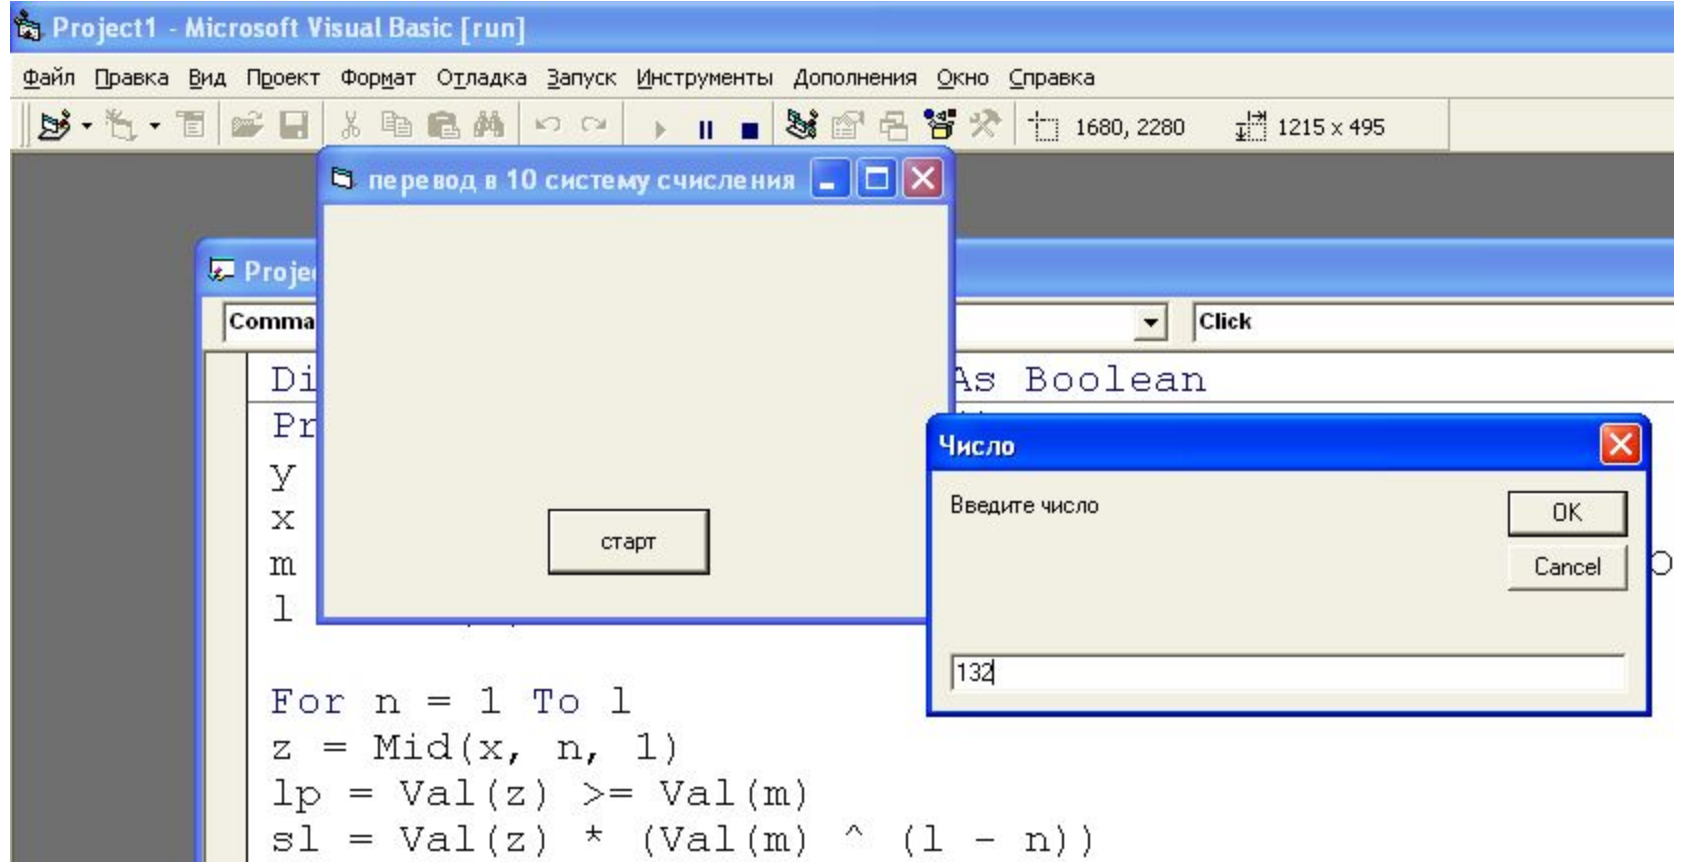 Project1 - Microsoft Visual Basic [run]
Файл Правка Вид Проект Формат Отладка Запуск Инструменты Дополнения Окно Справка
1680, 2280 1215 x 495
перевод в 10 систему счисления
Projec
Comma Click
Di As Boolean
Pr
Число
y
Введите число
OK
x
старт
m
Cancel
l
132
For n = 1 To l
z = Mid(x, n, 1)
lp = Val(z) >= Val(m)
sl = Val(z) * (Val(m) ^ (l - n))